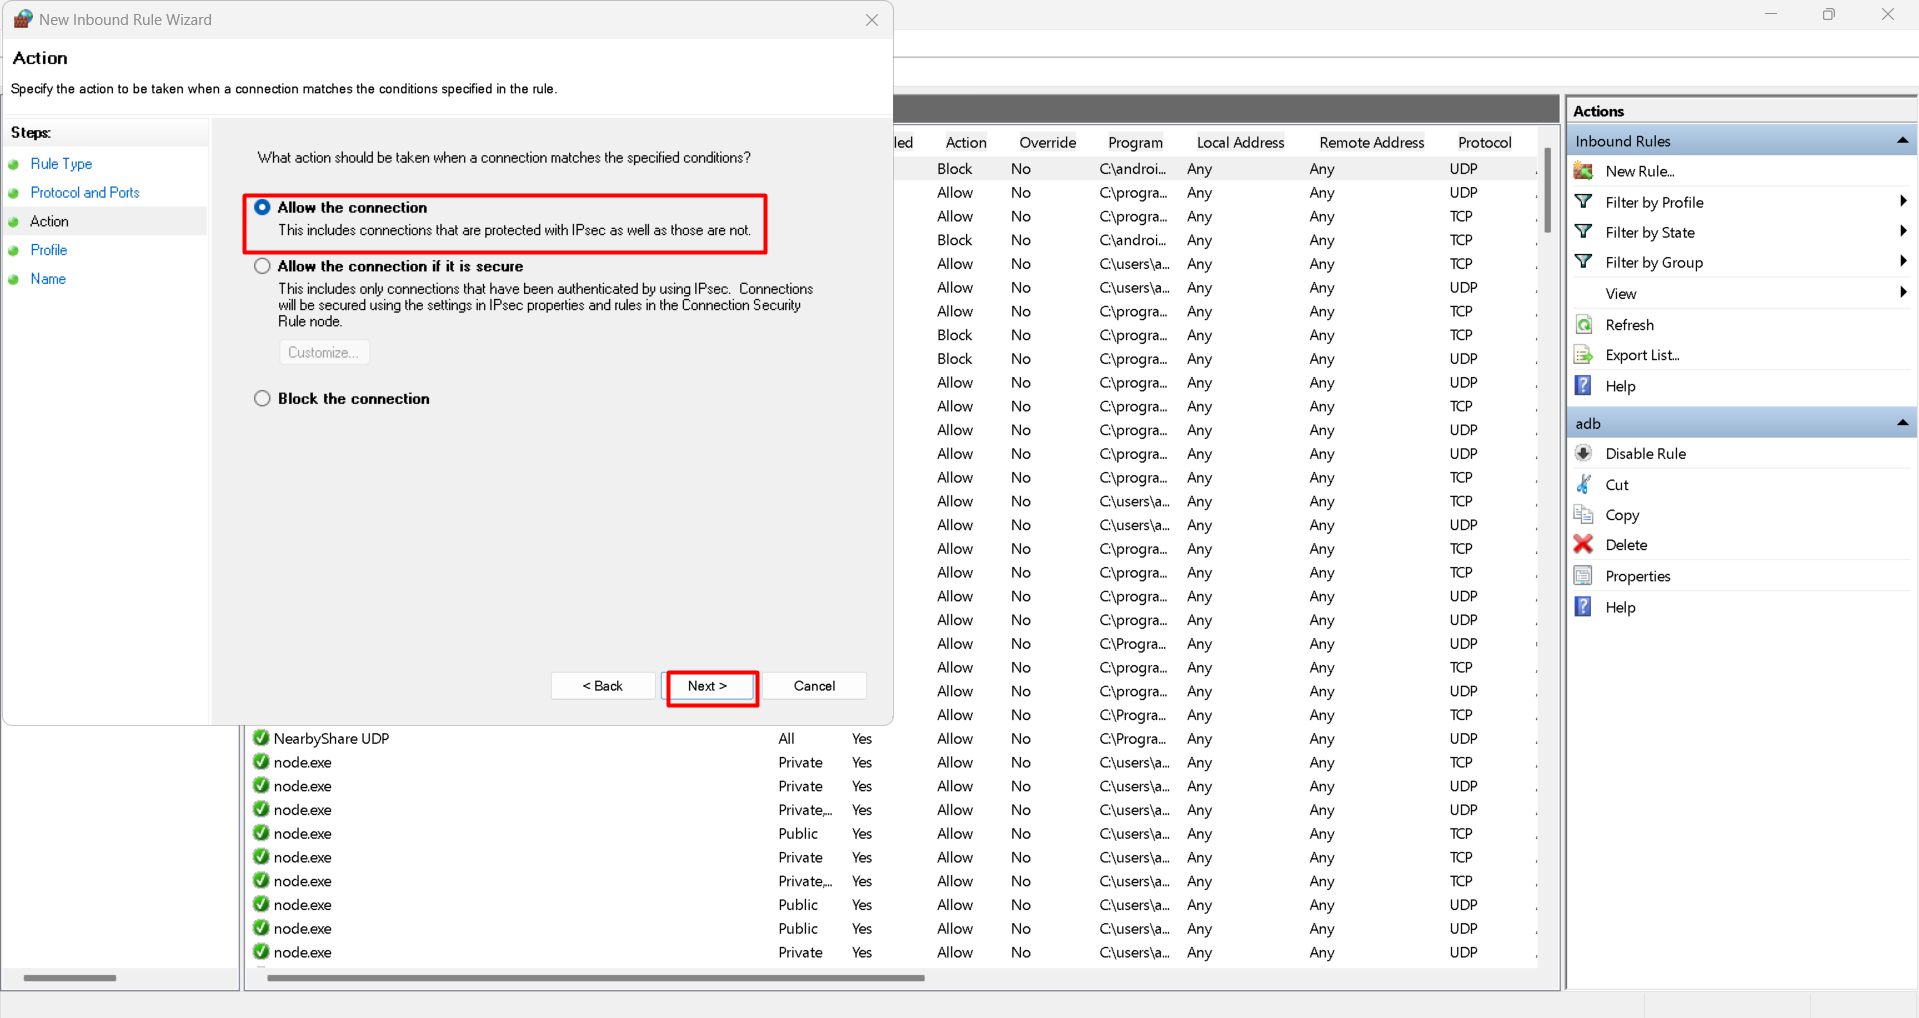 New Inbound Rule Wizard
Action
Specify the action to be taken when a connection matches the conditions specified in the rule.
Steps:
Rule Type
Protocol and Ports
Action
Profile
Name
What action should be taken when a connection matches the specified conditions?
Allow the connection
This includes connections that are protected with IPsec as well as those are not.
Allow the connection if it is secure
This includes only connections that have been authenticated by using IPsec. Connections
will be secured using the settings in IPsec properties and rules in the Connection Security
Rule node.
Customize...
Block the connection
< Back Next > Cancel
led Action Override Program Local Address Remote Address Protocol
Block No C:\androi... Any Any UDP
Allow No C:\progra... Any Any UDP
Allow No C:\progra... Any Any TCP
Block No C:\androi... Any Any TCP
Allow No C:\users\a... Any Any TCP
Allow No C:\users\a... Any Any UDP
Allow No C:\progra... Any Any TCP
Block No C:\progra... Any Any TCP
Block No C:\progra... Any Any UDP
Allow No C:\progra... Any Any UDP
Allow No C:\progra... Any Any TCP
Allow No C:\progra... Any Any UDP
Allow No C:\progra... Any Any UDP
Allow No C:\progra... Any Any TCP
Allow No C:\users\a... Any Any TCP
Allow No C:\users\a... Any Any UDP
Allow No C:\progra... Any Any TCP
Allow No C:\progra... Any Any TCP
Allow No C:\progra... Any Any UDP
Allow No C:\progra... Any Any UDP
Allow No C:\Progra... Any Any UDP
Allow No C:\progra... Any Any TCP
Allow No C:\progra... Any Any UDP
Allow No C:\Progra... Any Any TCP
NearbyShare UDP All Yes Allow No C:\Progra... Any Any UDP
node.exe Private Yes Allow No C:\users\a... Any Any TCP
node.exe Private Yes Allow No C:\users\a... Any Any UDP
node.exe Private,... Yes Allow No C:\users\a... Any Any UDP
node.exe Public Yes Allow No C:\users\a... Any Any TCP
node.exe Private Yes Allow No C:\users\a... Any Any TCP
node.exe Private,... Yes Allow No C:\users\a... Any Any TCP
node.exe Public Yes Allow No C:\users\a... Any Any UDP
node.exe Public Yes Allow No C:\users\a... Any Any UDP
node.exe Private Yes Allow No C:\users\a... Any Any UDP
Actions
Inbound Rules
New Rule...
Filter by Profile
Filter by State
Filter by Group
View
Refresh
Export List...
Help
adb
Disable Rule
Cut
Copy
Delete
Properties
Help